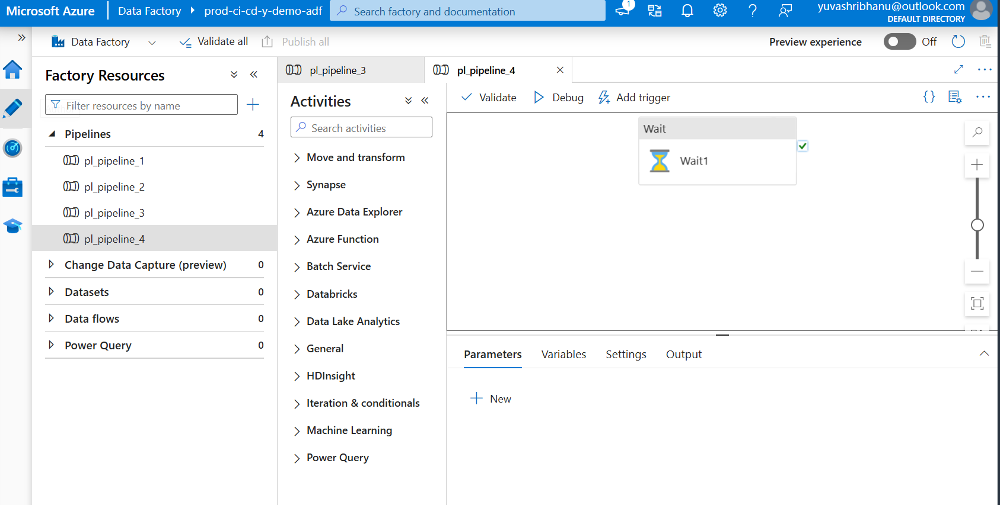 Microsoft Azure
Data Factory
prod-ci-cd-y-demo-adf
Search factory and documentation
1
yuvashribhanu@outlook.com
DEFAULT DIRECTORY
Data Factory
Validate all
Publish all
Preview experience
Off
Factory Resources
Filter resources by name
Pipelines 4
pl_pipeline_1
pl_pipeline_2
pl_pipeline_3
pl_pipeline_4
Change Data Capture (preview) 0
Datasets 0
Data flows 0
Power Query 0
pl_pipeline_3
pl_pipeline_4
Activities
Search activities
Move and transform
Synapse
Azure Data Explorer
Azure Function
Batch Service
Databricks
Data Lake Analytics
General
HDInsight
Iteration & conditionals
Machine Learning
Power Query
Validate
Debug
Add trigger
{}
Wait
Wait1
Parameters
Variables
Settings
Output
New